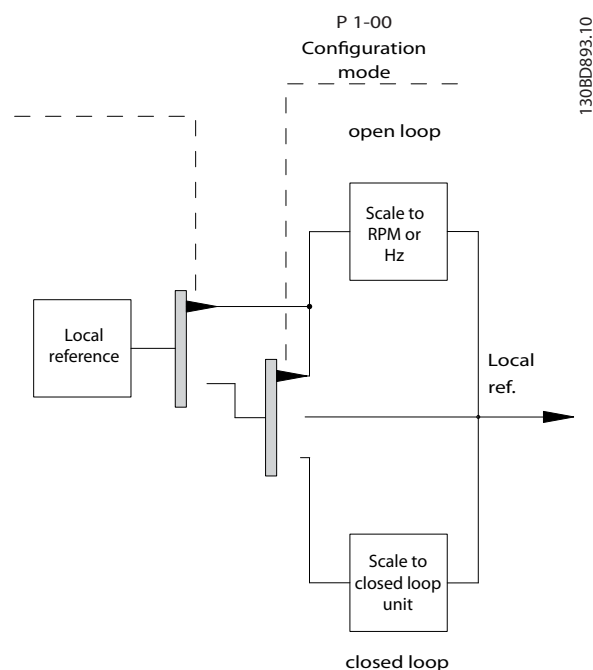 P 1-00
Configuration
mode
130BD893.10
open loop
Scale to
RPM or
Hz
Local
reference
Local
ref.
Scale to
closed loop
unit
closed loop